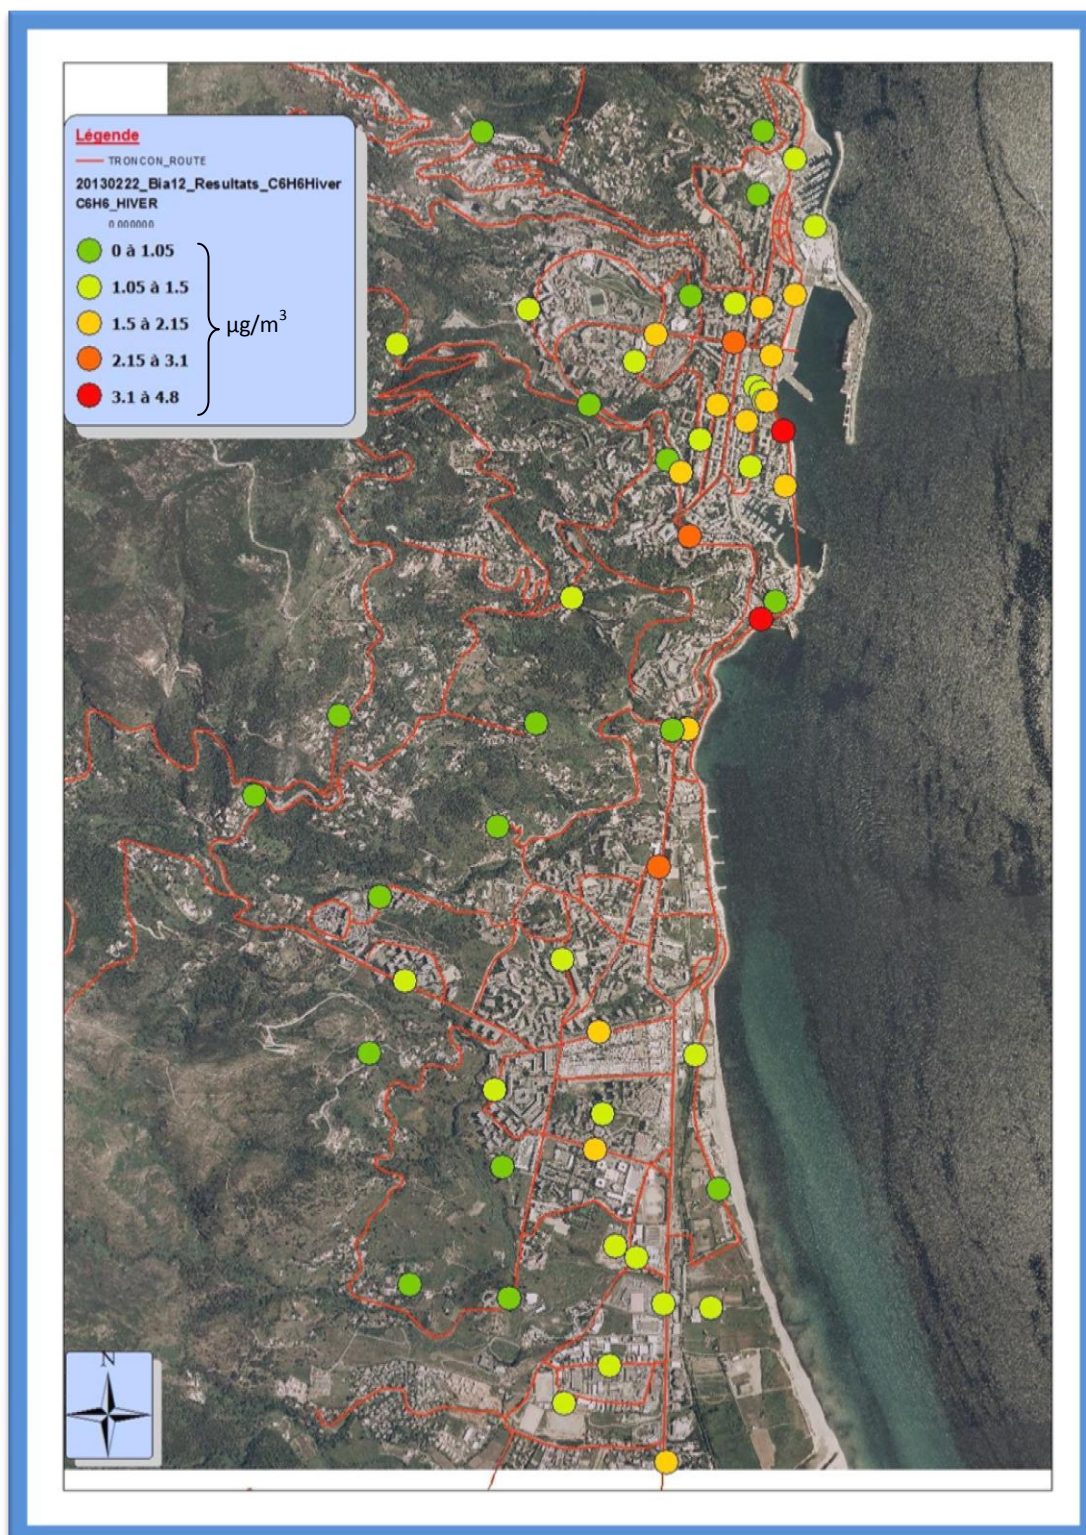 Légende
TRONCON_ROUTE
20130222_Bia12_Resultats_C6H6Hiver
C6H6_HIVER
0.000000
0 à 1.05
1.05 à 1.5
1.5 à 2.15
2.15 à 3.1
3.1 à 4.8
µg/m³
N